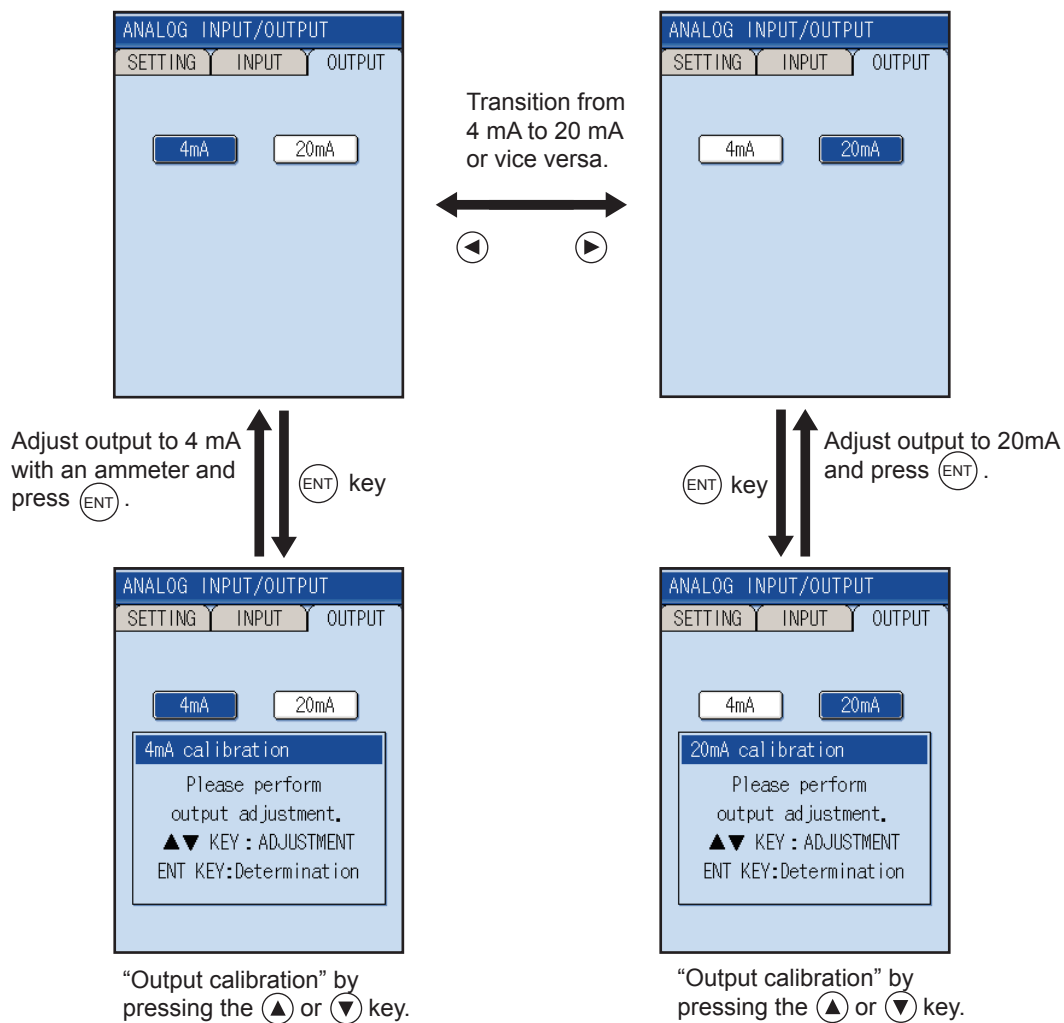 ANALOG INPUT/OUTPUT
SETTING INPUT OUTPUT
4mA 20mA
Transition from
4 mA to 20 mA
or vice versa.
ANALOG INPUT/OUTPUT
SETTING INPUT OUTPUT
4mA 20mA
Adjust output to 4 mA
with an ammeter and
press ENT .
ENT key
ENT key
Adjust output to 20mA
and press ENT .
ANALOG INPUT/OUTPUT
SETTING INPUT OUTPUT
4mA 20mA
4mA calibration
Please perform
output adjustment.
▲▼ KEY : ADJUSTMENT
ENT KEY:Determination
“Output calibration” by
pressing the ▲ or ▼ key.
ANALOG INPUT/OUTPUT
SETTING INPUT OUTPUT
4mA 20mA
20mA calibration
Please perform
output adjustment.
▲▼ KEY : ADJUSTMENT
ENT KEY:Determination
“Output calibration” by
pressing the ▲ or ▼ key.